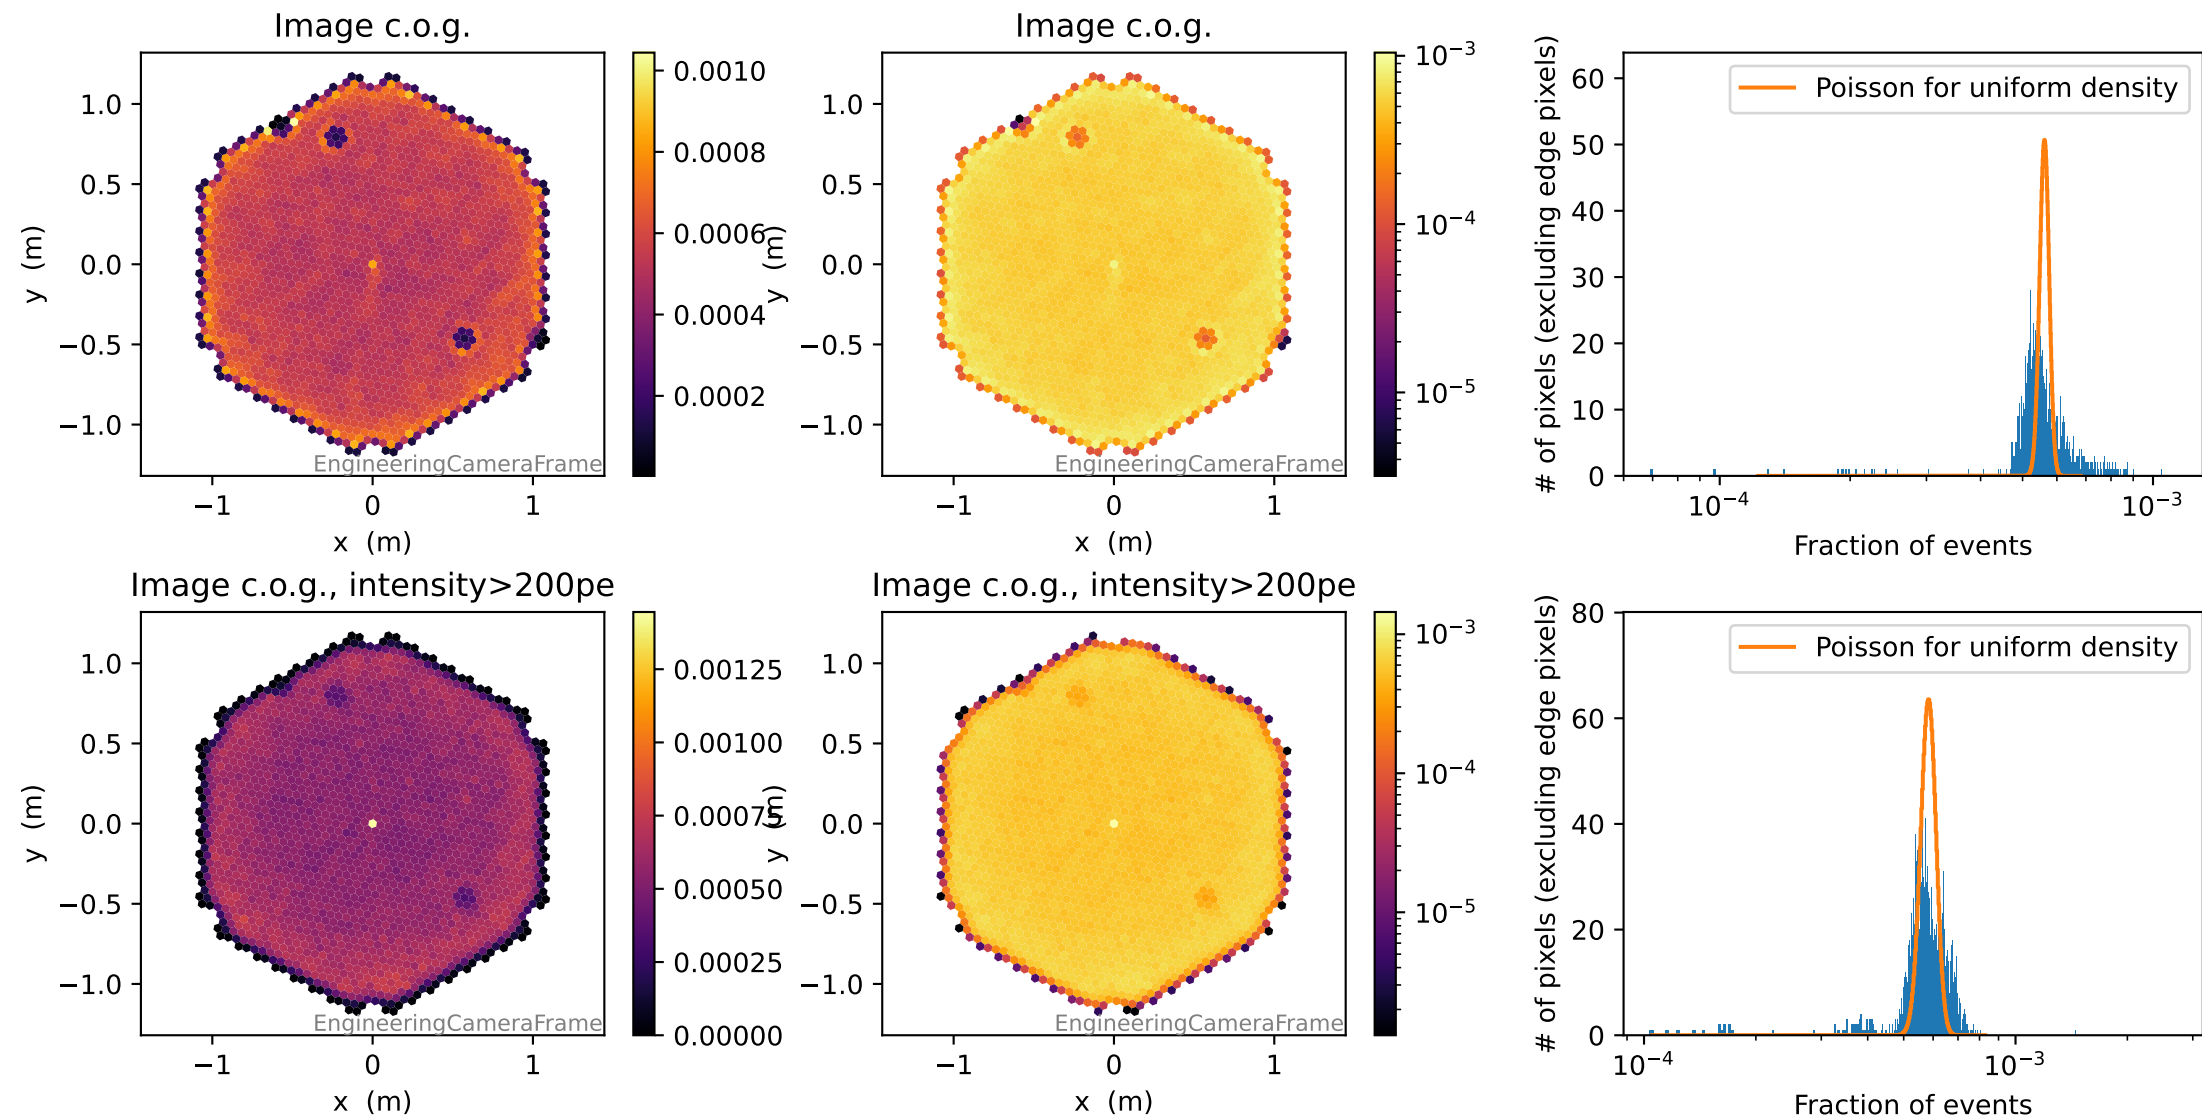 Image c.o.g.
1.0
0.5
0.0
−0.5
−1.0
y (m)
−1 0 1
x (m)
EngineeringCameraFrame
0.0010
0.0008
0.0006
0.0004
0.0002
Image c.o.g.
1.0
0.5
0.0
−0.5
−1.0
y (m)
−1 0 1
x (m)
EngineeringCameraFrame
10⁻³
10⁻⁴
10⁻⁵
Poisson for uniform density
60
50
40
30
20
10
0
# of pixels (excluding edge pixels)
10⁻⁴ 10⁻³
Fraction of events
Image c.o.g., intensity>200pe
1.0
0.5
0.0
−0.5
−1.0
y (m)
−1 0 1
x (m)
EngineeringCameraFrame
0.00125
0.00100
0.00075
0.00050
0.00025
0.00000
Image c.o.g., intensity>200pe
1.0
0.5
0.0
−0.5
−1.0
y (m)
−1 0 1
x (m)
EngineeringCameraFrame
10⁻³
10⁻⁴
10⁻⁵
Poisson for uniform density
80
60
40
20
0
# of pixels (excluding edge pixels)
10⁻⁴ 10⁻³
Fraction of events